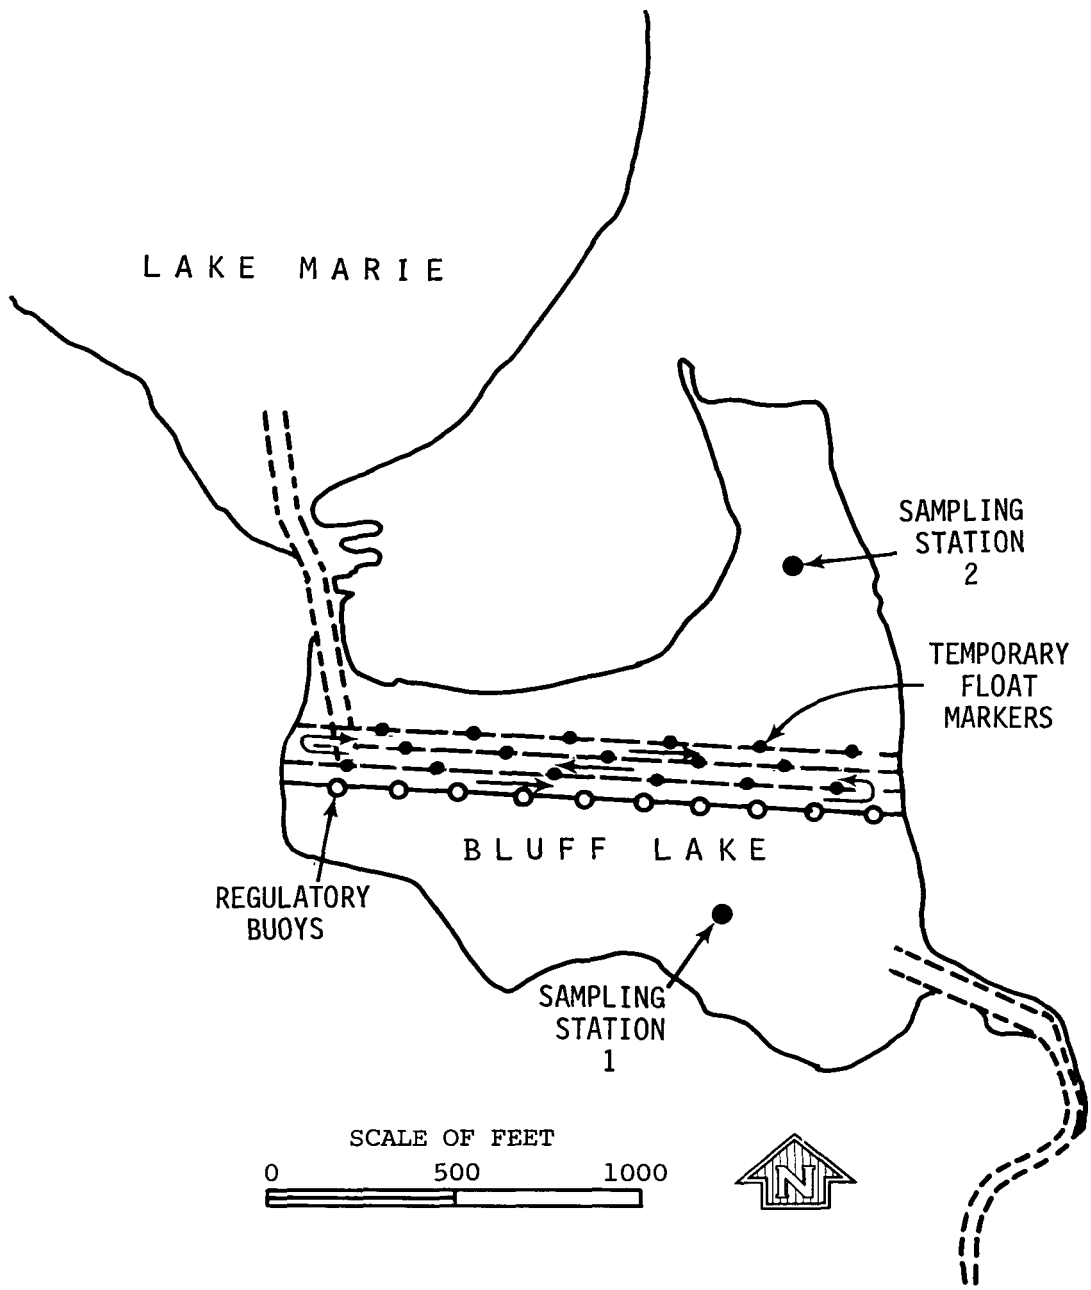 LAKE MARIE
SAMPLING
STATION
2
TEMPORARY
FLOAT
MARKERS
BLUFF LAKE
REGULATORY
BUOYS
SAMPLING
STATION
1
SCALE OF FEET
0 500 1000
N